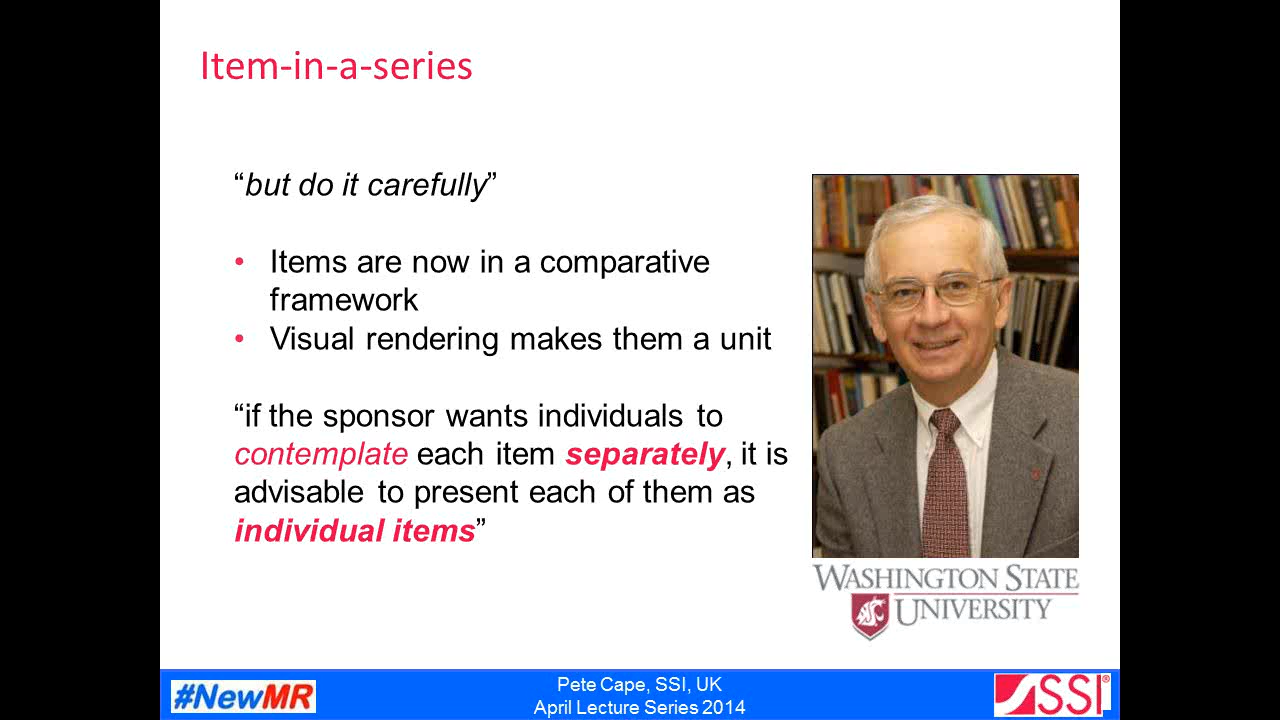 Item-in-a-series
“but do it carefully”
• Items are now in a comparative
framework
• Visual rendering makes them a unit
“if the sponsor wants individuals to
contemplate each item separately, it is
advisable to present each of them as
individual items”
WASHINGTON STATE
UNIVERSITY
#NewMR
Pete Cape, SSI, UK
April Lecture Series 2014
SSI®